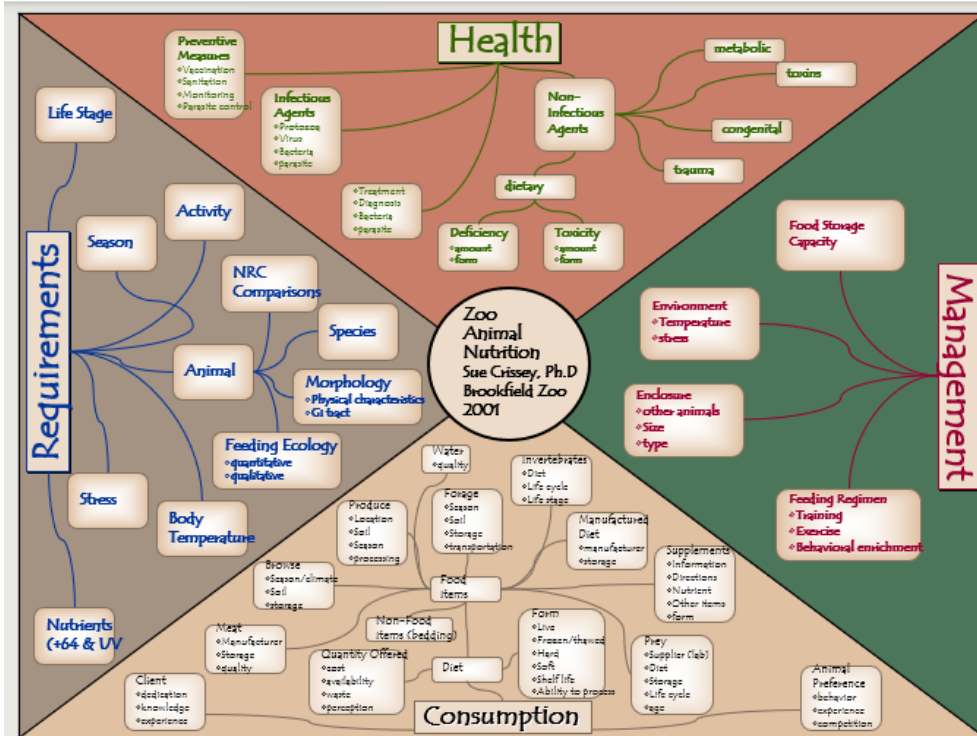 Health
Preventive
Measures
Vaccination
Sanitation
Monitoring
Parasite control
Infectious
Agents
Protozoa
Virus
Bacteria
parasite
Treatment
Diagnosis
Bacteria
parasite
Non-
Infectious
Agents
metabolic
toxins
congenital
trauma
dietary
Deficiency
amount
form
Toxicity
amount
form
Requirements
Life Stage
Activity
Season
NRC
Comparisons
Species
Animal
Morphology
Physical characteristics
GI tract
Feeding Ecology
quantitative
qualitative
Stress
Body
Temperature
Nutrients
(+64 & UV
Zoo
Animal
Nutrition
Sue Crissey, Ph.D
Brookfield Zoo
2001
Management
Food Storage
Capacity
Environment
Temperature
stress
Enclosure
other animals
Size
type
Feeding Regimen
Training
Exercise
Behavioral enrichment
Water
quality
Invertebrates
Diet
Life cycle
Life stage
Produce
Location
Soil
Season
processing
Forage
Season
Soil
Storage
transportation
Manufactured
Diet
manufacturer
storage
Supplements
Information
Directions
Nutrient
Other items
form
Browse
Season/climate
Soil
storage
Food
Items
Meat
Manufacturer
Storage
quality
Non-Food
Items (bedding)
Form
Live
Frozen/thawed
Hard
Soft
Shelf life
Ability to process
Prey
Supplier (lab)
Diet
Storage
Life cycle
age
Quantity Offered
cost
availability
waste
perception
Diet
Client
dedication
knowledge
experience
Animal
Preference
behavior
experience
competition
Consumption